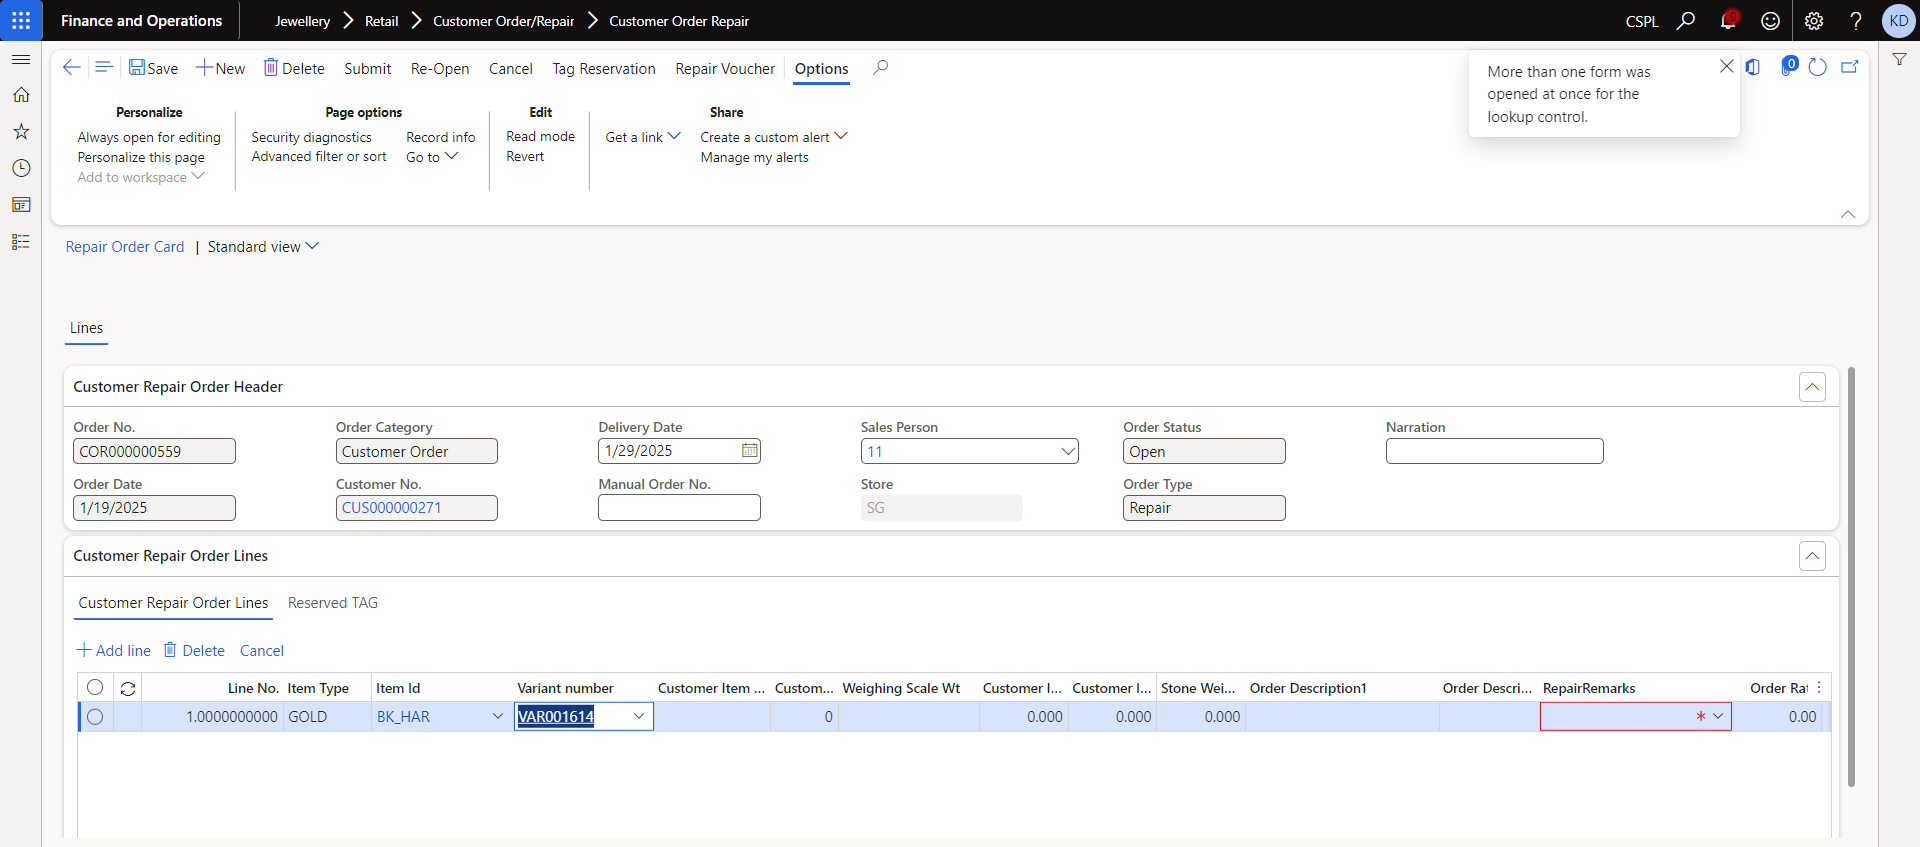 Finance and Operations
Jewellery > Retail > Customer Order/Repair > Customer Order Repair
CSPL
9
?
KD
Save
New
Delete
Submit
Re-Open
Cancel
Tag Reservation
Repair Voucher
Options
0
More than one form was
opened at once for the
lookup control.
Personalize
Always open for editing
Personalize this page
Add to workspace
Page options
Security diagnostics
Advanced filter or sort
Record info
Go to
Edit
Read mode
Revert
Get a link
Share
Create a custom alert
Manage my alerts
Repair Order Card | Standard view
Lines
Customer Repair Order Header
Order No.
COR000000559
Order Category
Customer Order
Delivery Date
1/29/2025
Sales Person
11
Order Status
Open
Narration
Order Date
1/19/2025
Customer No.
CUS000000271
Manual Order No.
Store
SG
Order Type
Repair
Customer Repair Order Lines
Customer Repair Order Lines
Reserved TAG
Add line
Delete
Cancel
Line No. Item Type Item Id Variant number Customer Item ... Custom... Weighing Scale Wt Customer I... Customer I... Stone Wei... Order Description1 Order Descri... RepairRemarks Order Rat
1.0000000000 GOLD BK_HAR VAR001614 0 0.000 0.000 0.000 * 0.00